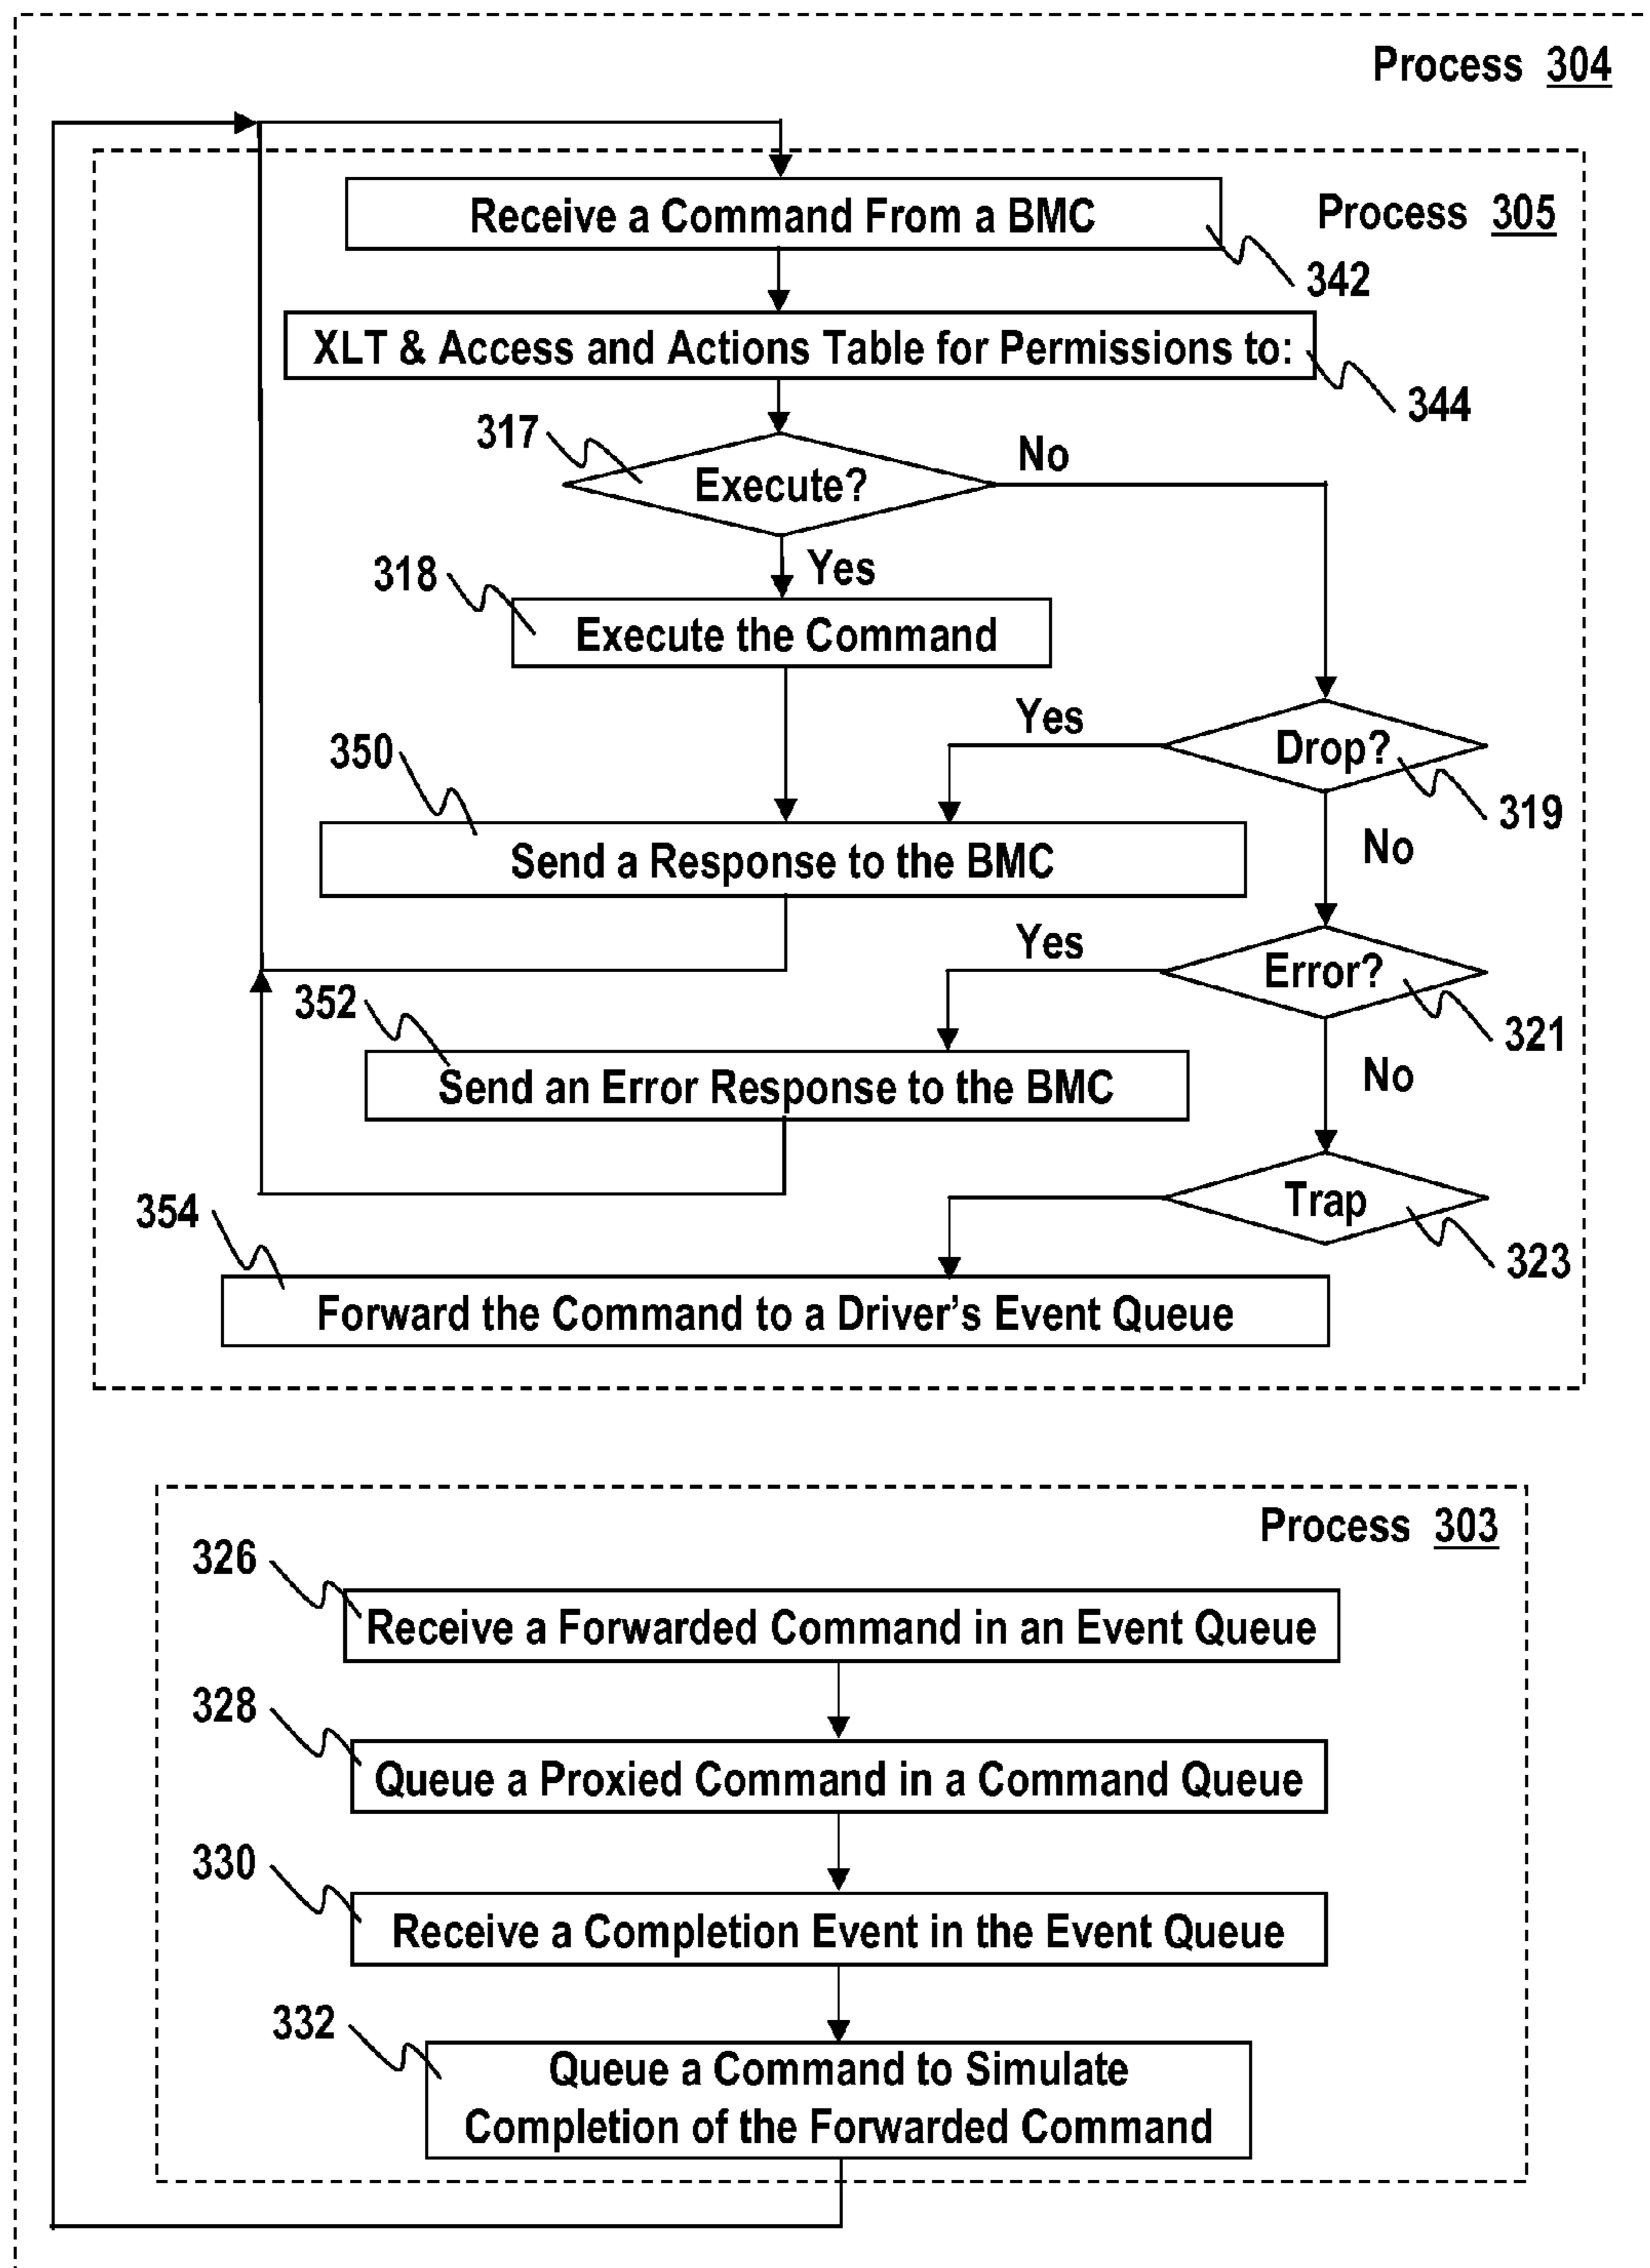 Process 304
Receive a Command From a BMC
Process 305
342
XLT & Access and Actions Table for Permissions to:
344
317
Execute?
No
318
Yes
Execute the Command
350
Yes
Drop?
319
No
Send a Response to the BMC
Yes
Error?
352
321
Send an Error Response to the BMC
No
354
Trap
323
Forward the Command to a Driver's Event Queue
Process 303
326
Receive a Forwarded Command in an Event Queue
328
Queue a Proxied Command in a Command Queue
330
Receive a Completion Event in the Event Queue
332
Queue a Command to Simulate
Completion of the Forwarded Command